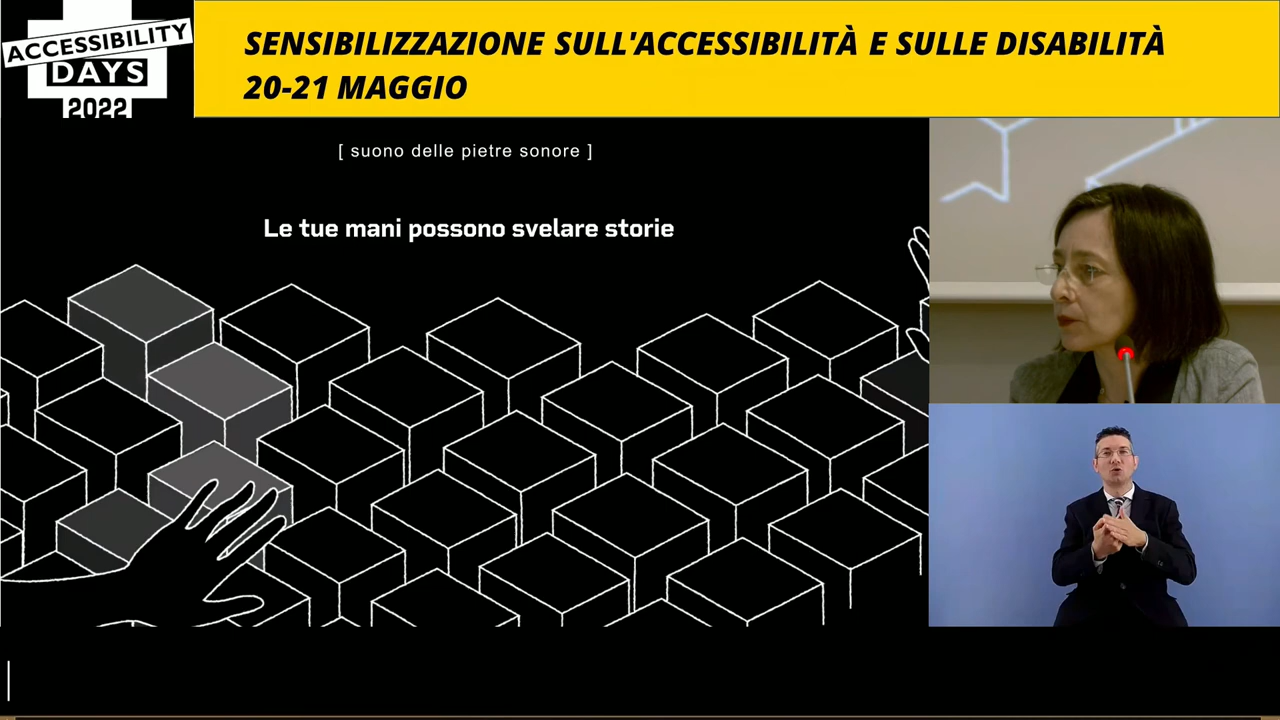 ACCESSIBILITY
DAYS
2022
SENSIBILIZZAZIONE SULL'ACCESSIBILITÀ E SULLE DISABILITÀ
20-21 MAGGIO
[ suono delle pietre sonore ]
Le tue mani possono svelare storie